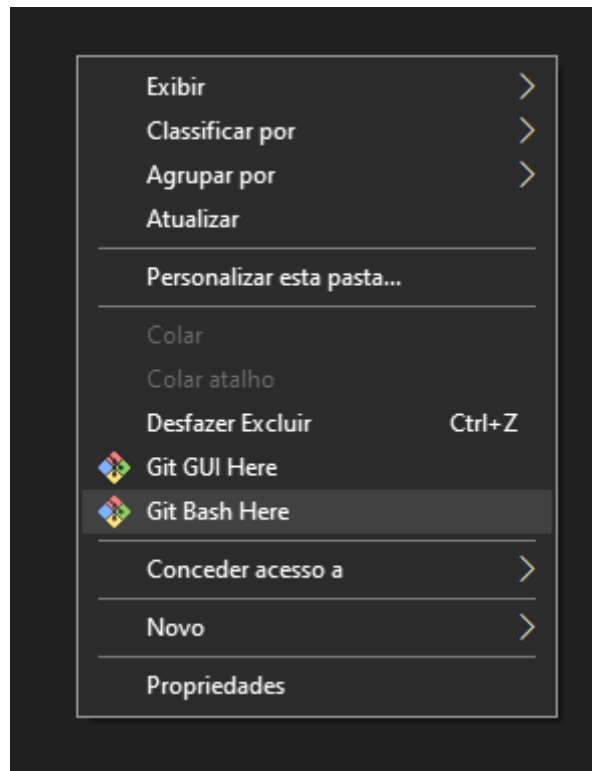 Exibir
Classificar por
Agrupar por
Atualizar
Personalizar esta pasta...
Colar
Colar atalho
Desfazer Excluir Ctrl+Z
Git GUI Here
Git Bash Here
Conceder acesso a
Novo
Propriedades